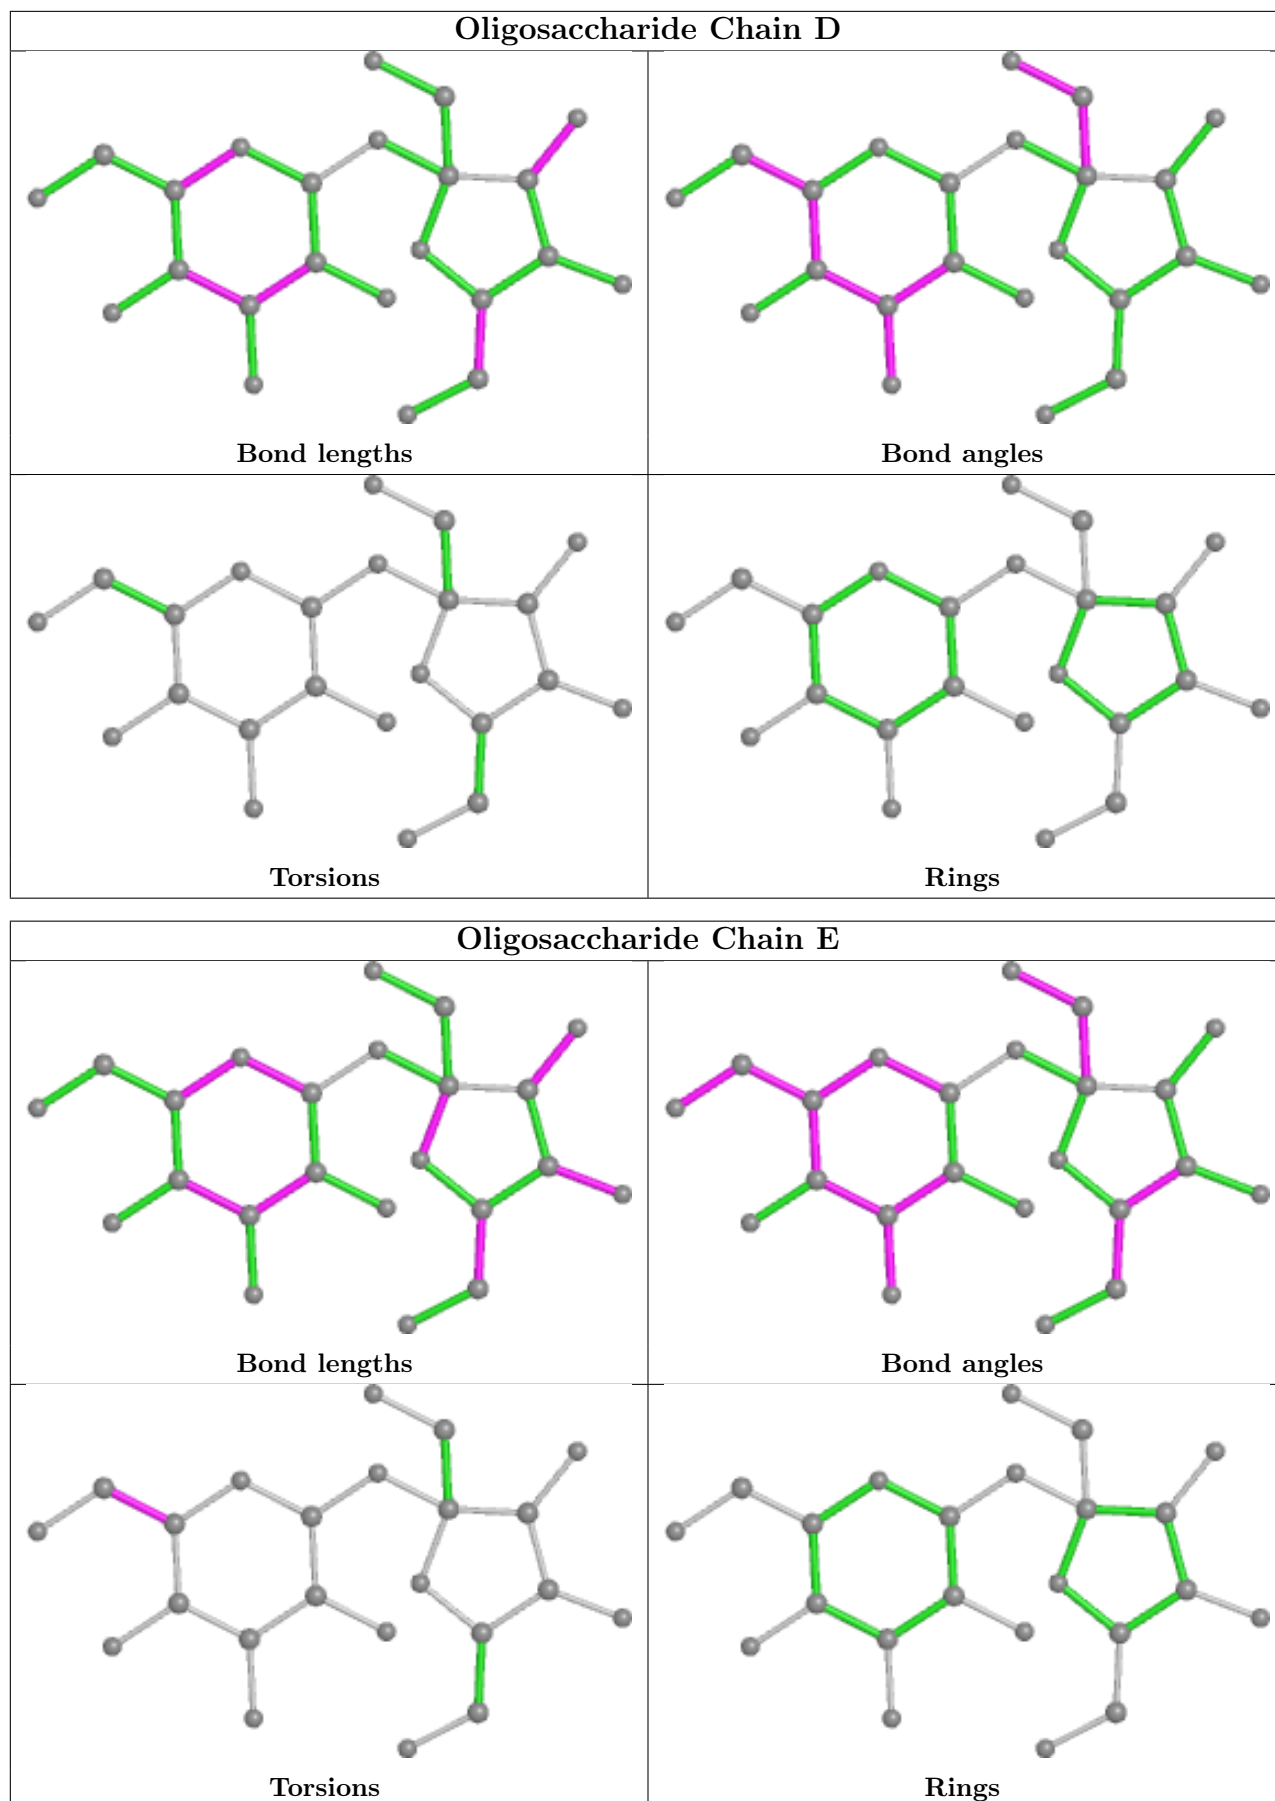 Oligosaccharide Chain D
Bond lengths
Bond angles
Torsions
Rings
Oligosaccharide Chain E
Bond lengths
Bond angles
Torsions
Rings